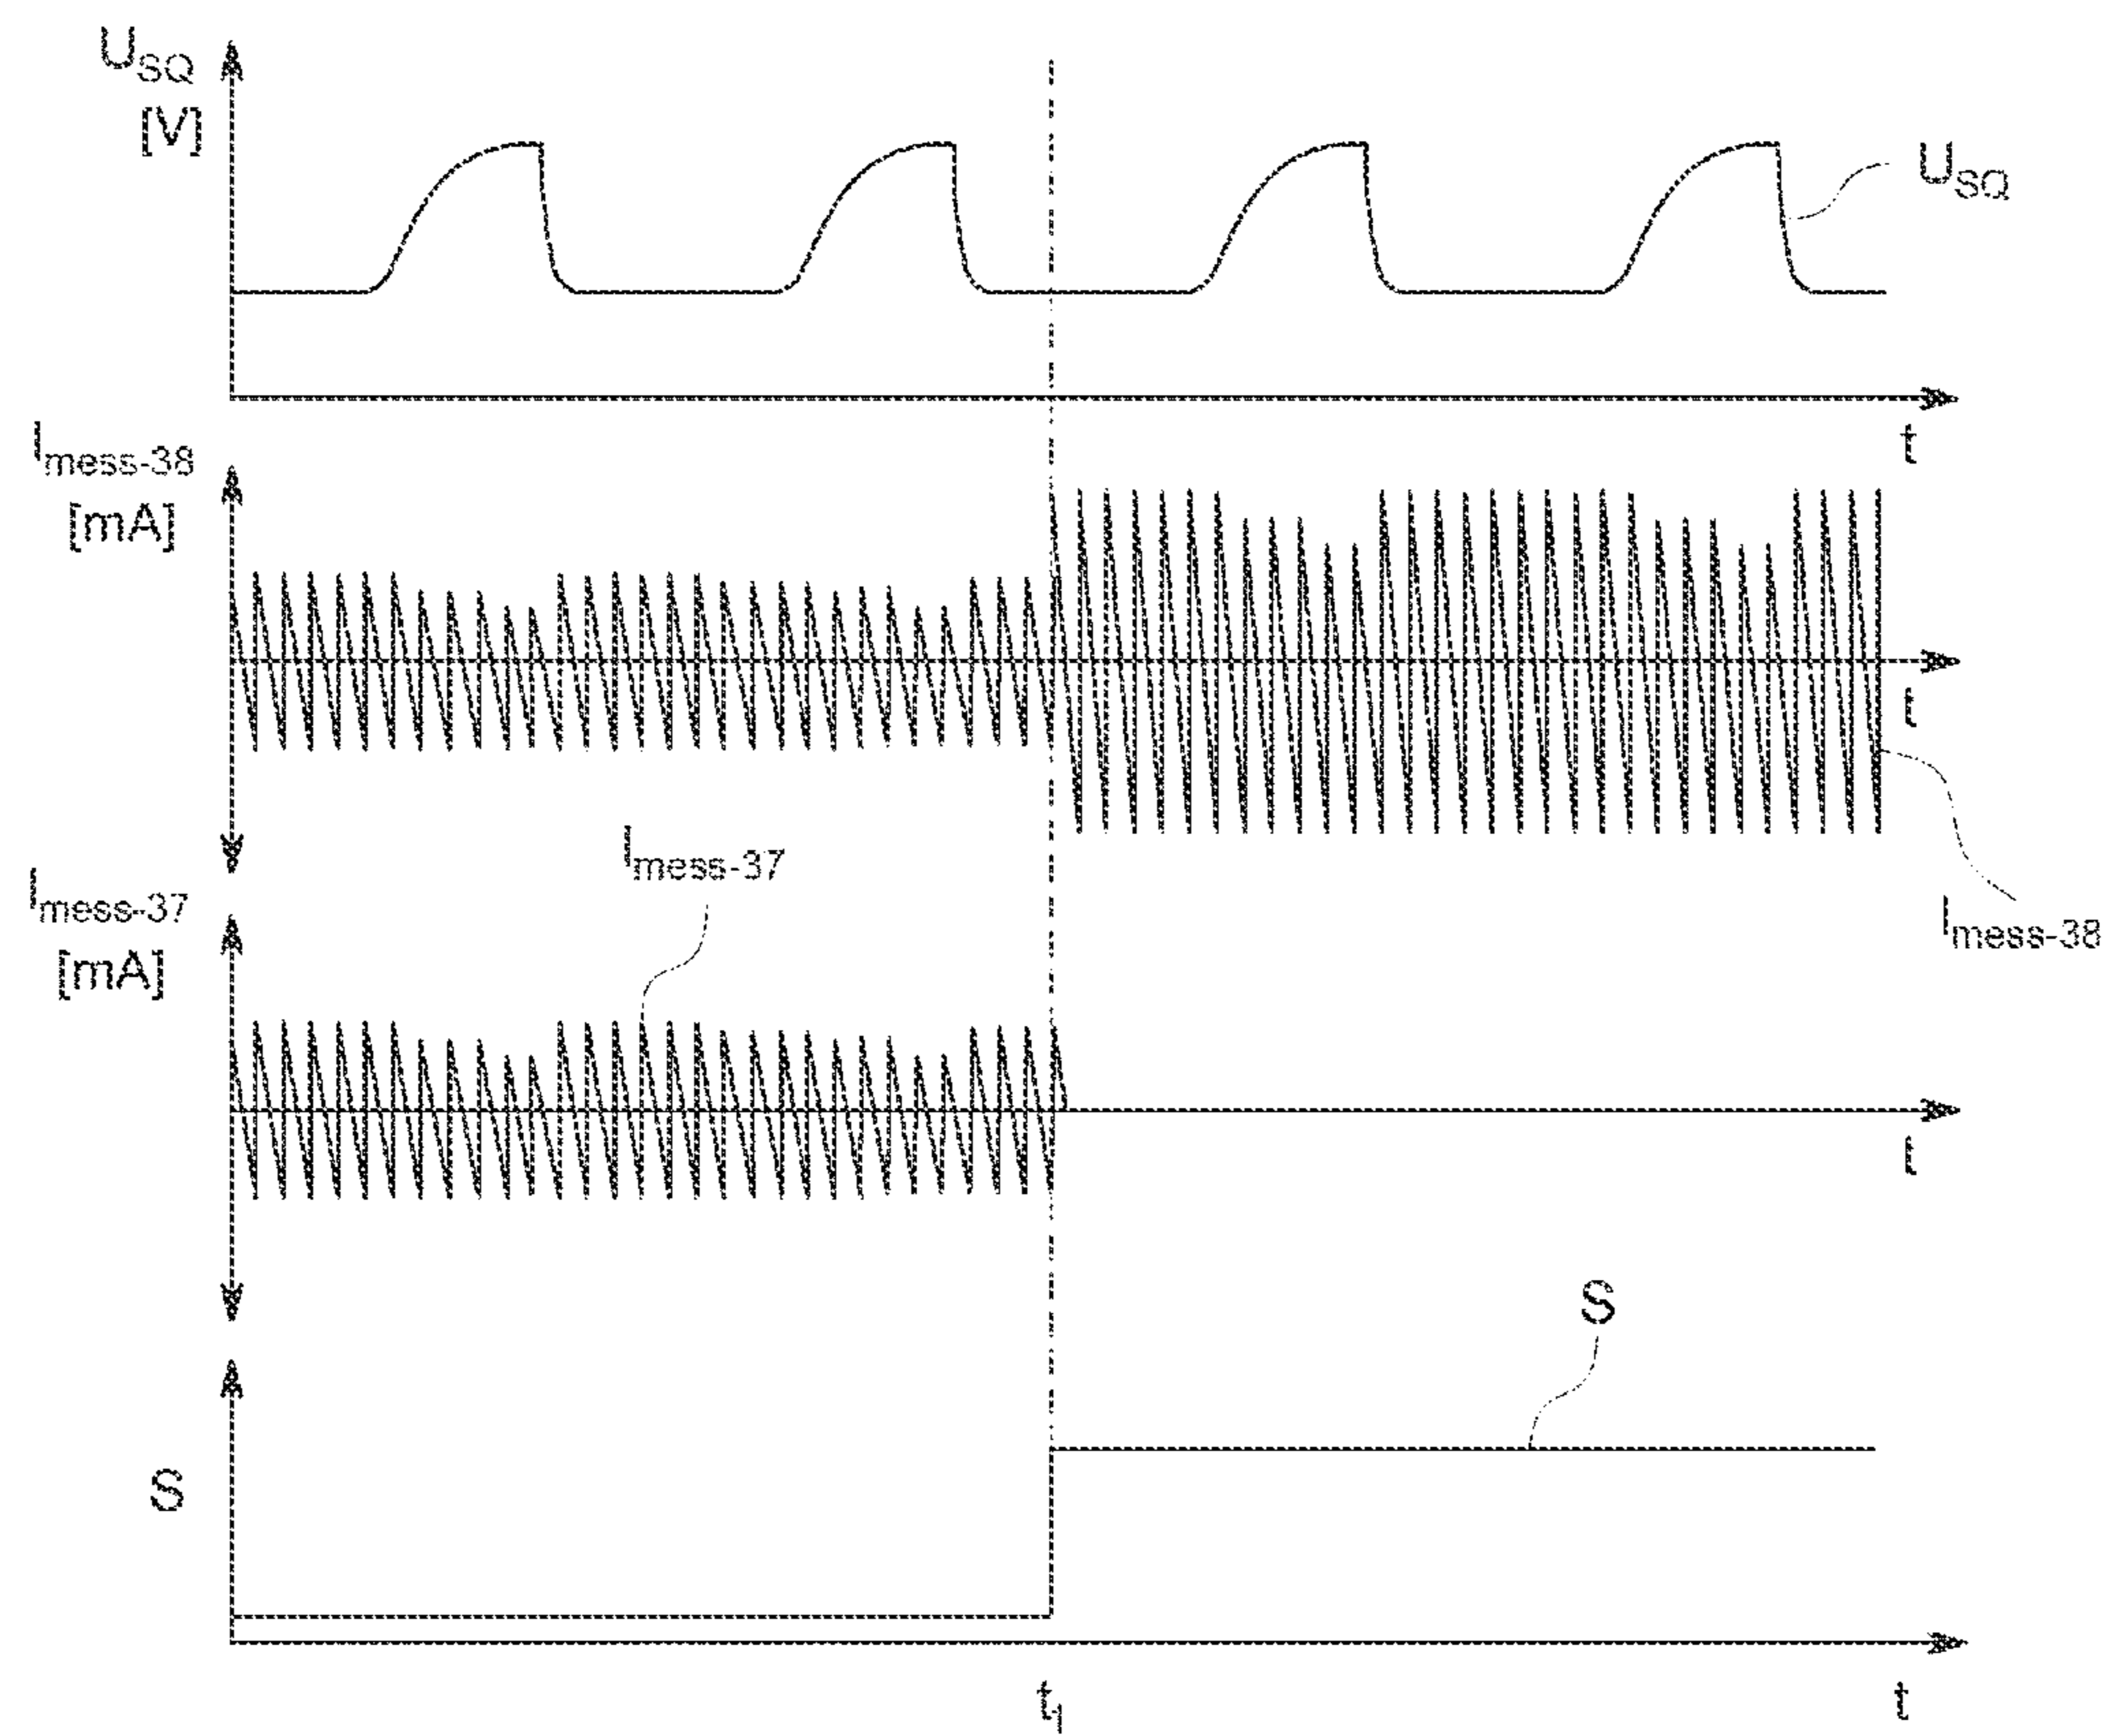 U_SQ
[V]
U_SQ
t
I_mess-38
[mA]
t
I_mess-37
I_mess-38
I_mess-37
[mA]
t
S
S
t_1
t